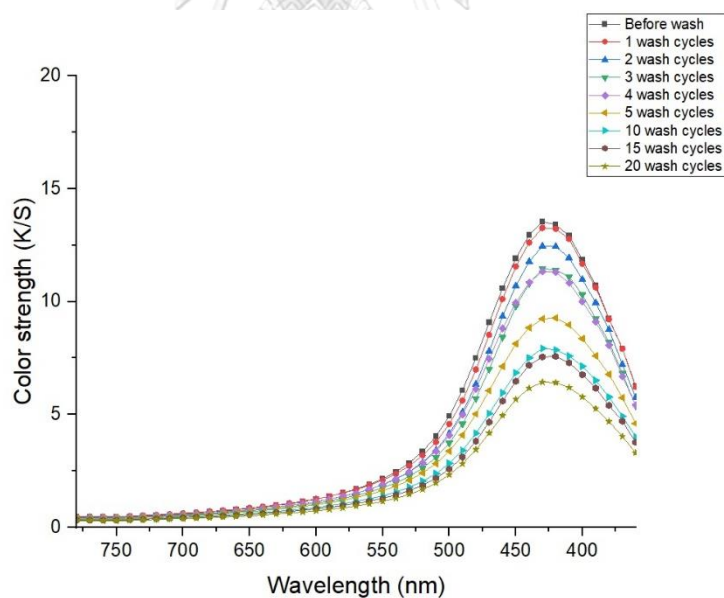 Before wash
1 wash cycles
2 wash cycles
3 wash cycles
4 wash cycles
5 wash cycles
10 wash cycles
15 wash cycles
20 wash cycles
20
15
10
5
0
Color strength (K/S)
750 700 650 600 550 500 450 400
Wavelength (nm)